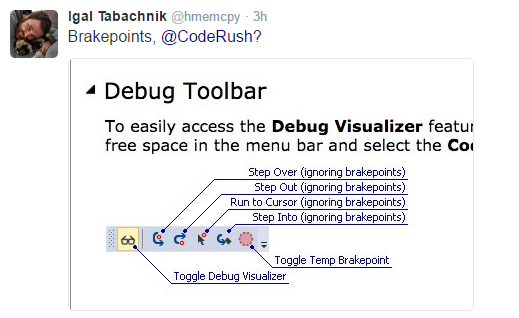 Igal Tabachnik @hmemcpy · 3h
Brakepoints, @CodeRush?
Debug Toolbar
To easily access the Debug Visualizer featu
free space in the menu bar and select the Co
Step Over (ignoring brakepoints)
Step Out (ignoring brakepoints)
Run to Cursor (ignoring brakepoints)
Step Into (ignoring brakepoints)
Toggle Temp Brakepoint
Toggle Debug Visualizer